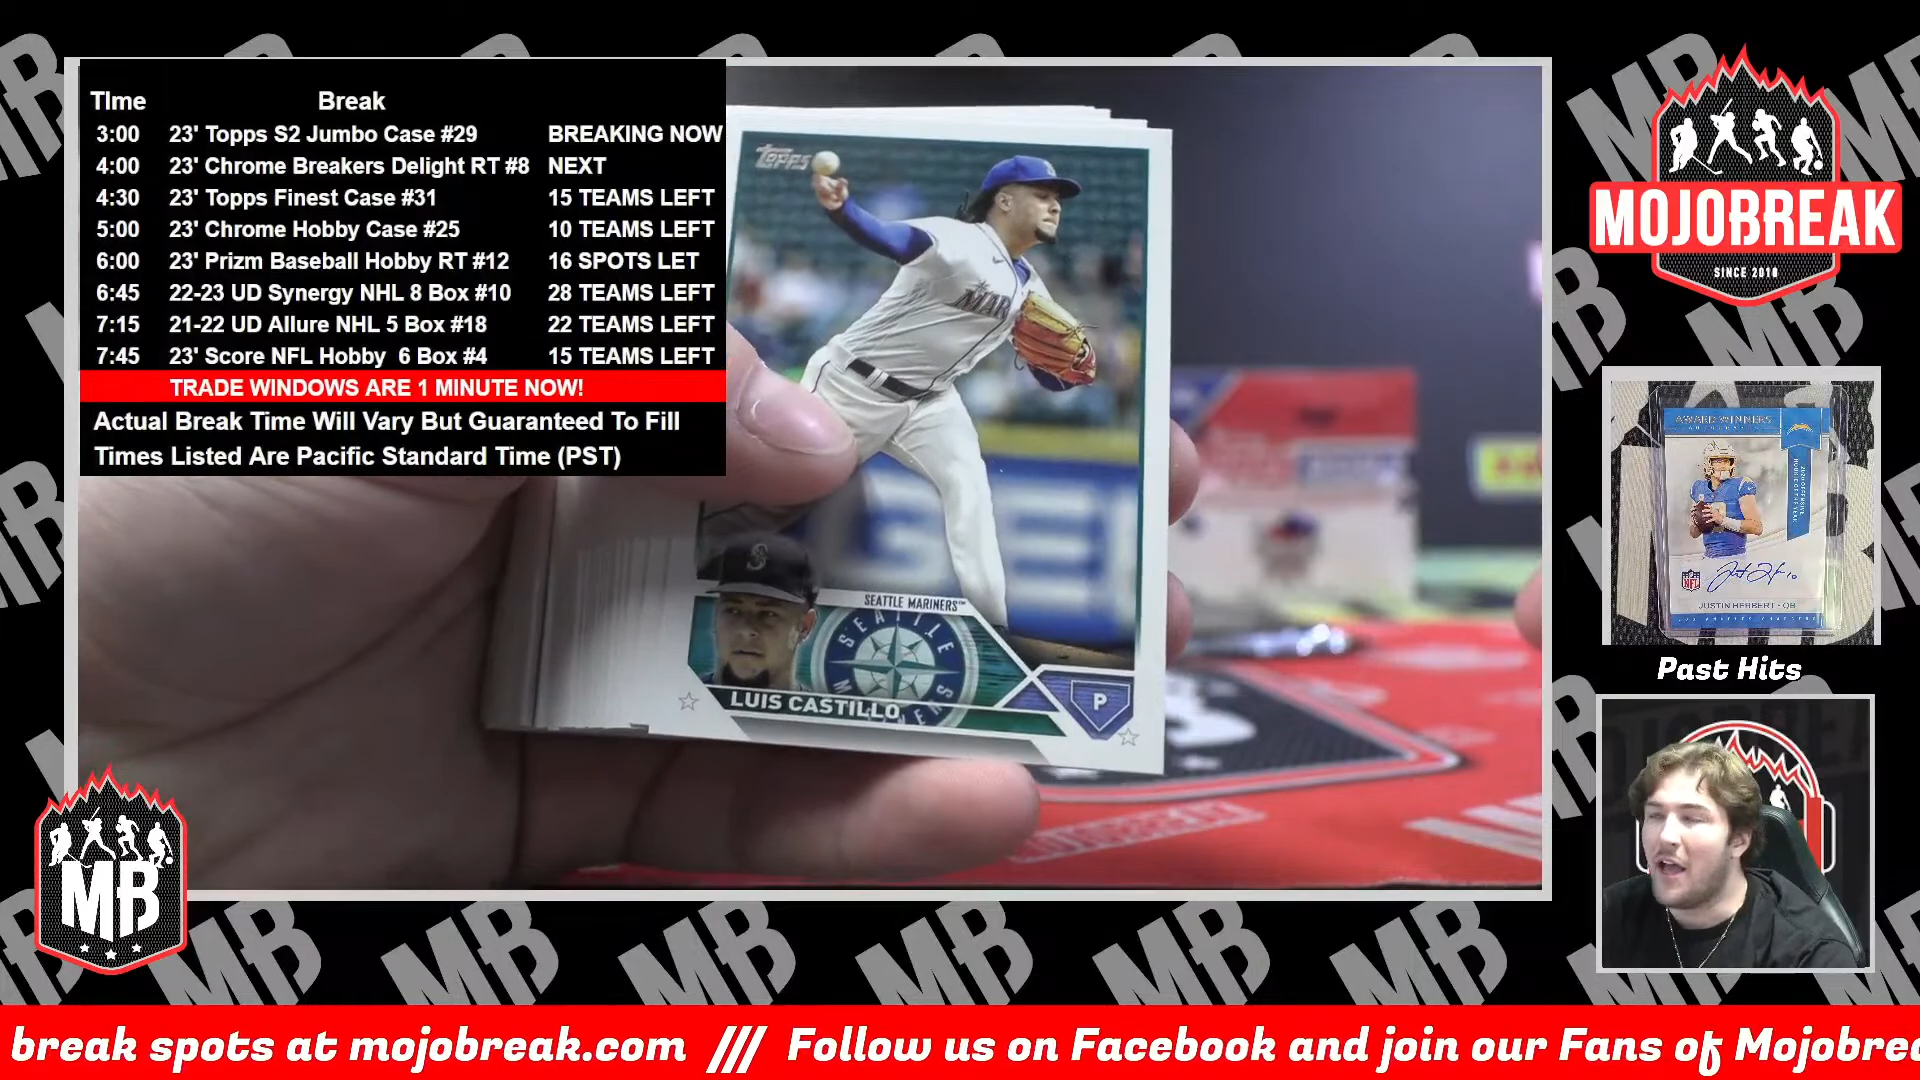 TIme Break
3:00 23' Topps S2 Jumbo Case #29 BREAKING NOW
4:00 23' Chrome Breakers Delight RT #8 NEXT
4:30 23' Topps Finest Case #31 15 TEAMS LEFT
5:00 23' Chrome Hobby Case #25 10 TEAMS LEFT
6:00 23' Prizm Baseball Hobby RT #12 16 SPOTS LET
6:45 22-23 UD Synergy NHL 8 Box #10 28 TEAMS LEFT
7:15 21-22 UD Allure NHL 5 Box #18 22 TEAMS LEFT
7:45 23' Score NFL Hobby 6 Box #4 15 TEAMS LEFT
TRADE WINDOWS ARE 1 MINUTE NOW!
Actual Break Time Will Vary But Guaranteed To Fill
Times Listed Are Pacific Standard Time (PST)
Topps
MAR
SEATTLE MARINERS™
SEATTLE
LUIS CASTILLO
P
MOJOBREAK
SINCE 2010
AWARD WINNERS
NFL
JUSTIN HERBERT • QB
Past Hits
MB
break spots at mojobreak.com /// Follow us on Facebook and join our Fans of Mojobrea